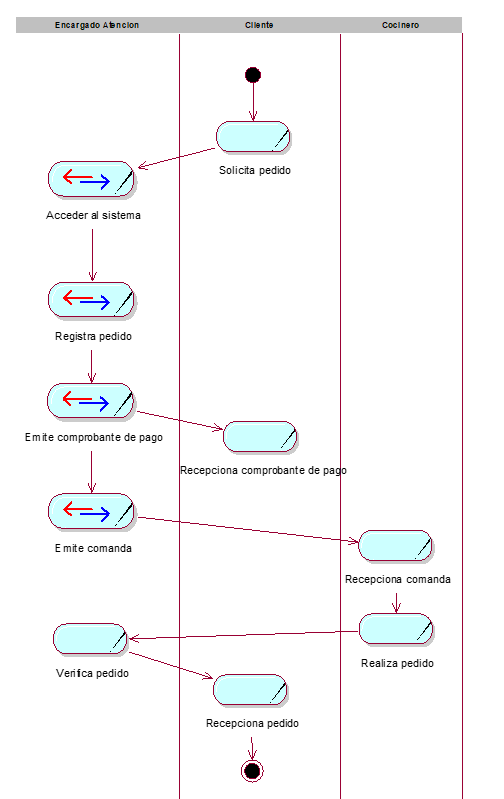 Encargado Atencion
Cliente
Cocinero
Solicita pedido
Acceder al sistema
Registra pedido
Emite comprobante de pago
Recepciona comprobante de pago
Emite comanda
Recepciona comanda
Realiza pedido
Verifica pedido
Recepciona pedido